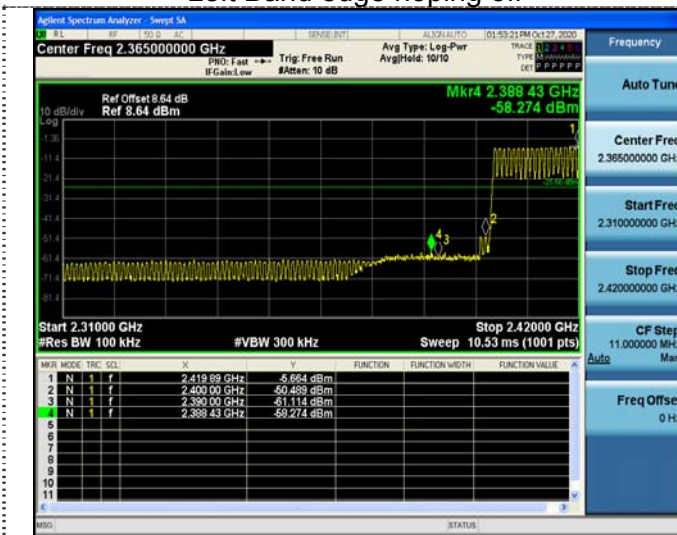 Agilent Spectrum Analyzer - Swept SA
RL RF 50 Ω AC SENSE:INT ALIGN AUTO 01:53:21 PM Oct 27, 2020
Center Freq 2.365000000 GHz
PNO: Fast Trig: Free Run Avg Type: Log-Pwr TRACE 1 2 3 4 5 6
IFGain:Low #Atten: 10 dB Avg|Hold: 10/10 TYPE
DET P P P P P P
Frequency
Auto Tune
Mkr4 2.388 43 GHz
-58.274 dBm
Ref Offset 8.64 dB
10 dB/div Ref 8.64 dBm
Log
-1.36
-11.4
-21.4
-31.4
-41.4
-51.4
-61.4
-71.4
-81.4
1
2
4 3
-25.66 dBm
Center Freq
2.365000000 GHz
Start Freq
2.310000000 GHz
Stop Freq
2.420000000 GHz
Start 2.31000 GHz Stop 2.42000 GHz
#Res BW 100 kHz #VBW 300 kHz Sweep 10.53 ms (1001 pts)
CF Step
11.000000 MHz
Auto Man
MKR MODE TRC SCL X Y FUNCTION FUNCTION WIDTH FUNCTION VALUE
1 N 1 f 2.419 89 GHz -5.664 dBm
2 N 1 f 2.400 00 GHz -50.489 dBm
3 N 1 f 2.390 00 GHz -61.114 dBm
4 N 1 f 2.388 43 GHz -58.274 dBm
5
6
7
8
9
10
11
Freq Offset
0 Hz
MSG STATUS